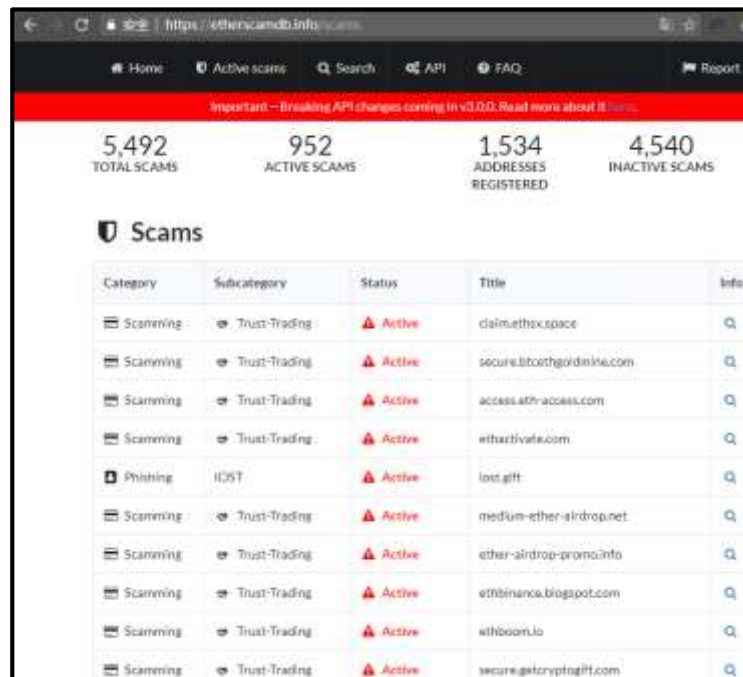 安全 | https://etherscamdb.info/scams
Home Active scams Search API FAQ Report
Important — Breaking API changes coming in v3.0.0. Read more about it here.
5,492 952 1,534 4,540
TOTAL SCAMS ACTIVE SCAMS ADDRESSES INACTIVE SCAMS
REGISTERED
Scams
Category Subcategory Status Title Info
Scamming Trust-Trading Active claim.ethsx.space
Scamming Trust-Trading Active secure.btcethgoldmine.com
Scamming Trust-Trading Active access.eth-access.com
Scamming Trust-Trading Active ethactivate.com
Phishing IOST Active iost.gift
Scamming Trust-Trading Active medium-ether-airdrop.net
Scamming Trust-Trading Active ether-airdrop-promo.info
Scamming Trust-Trading Active ethbinance.blogspot.com
Scamming Trust-Trading Active ethboom.io
Scamming Trust-Trading Active secure.getcryptogift.com